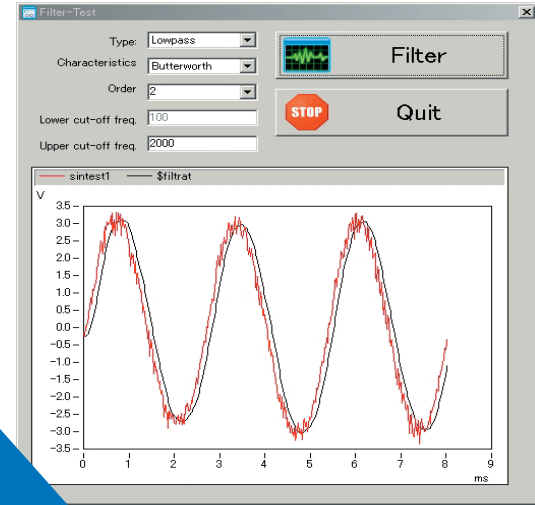 Filter-Test
Type: Lowpass
Characteristics Butterworth
Order 2
Lower cut-off freq. 100
Upper cut-off freq. 2000
Filter
STOP Quit
sintest1 $filtrat
V
3.5
3.0
2.5
2.0
1.5
1.0
0.5
0.0
-0.5
-1.0
-1.5
-2.0
-2.5
-3.0
-3.5
0 1 2 3 4 5 6 7 8 9
ms